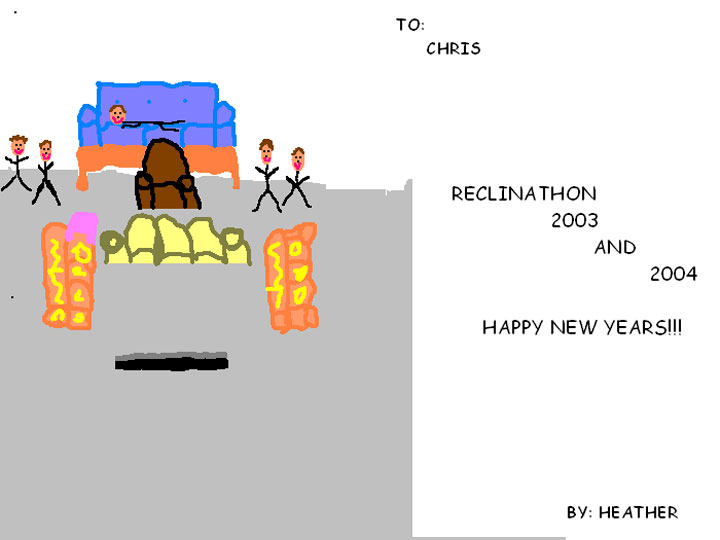 TO:
CHRIS
RECLINATHON
2003
AND
2004
HAPPY NEW YEARS!!!
BY: HEATHER